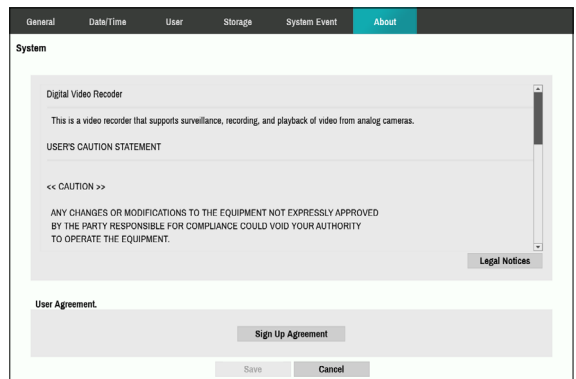 General Date/Time User Storage System Event About
System
Digital Video Recoder
This is a video recorder that supports surveillance, recording, and playback of video from analog cameras.
USER'S CAUTION STATEMENT
<< CAUTION >>
ANY CHANGES OR MODIFICATIONS TO THE EQUIPMENT NOT EXPRESSLY APPROVED
BY THE PARTY RESPONSIBLE FOR COMPLIANCE COULD VOID YOUR AUTHORITY
TO OPERATE THE EQUIPMENT.
Legal Notices
User Agreement.
Sign Up Agreement
Save Cancel